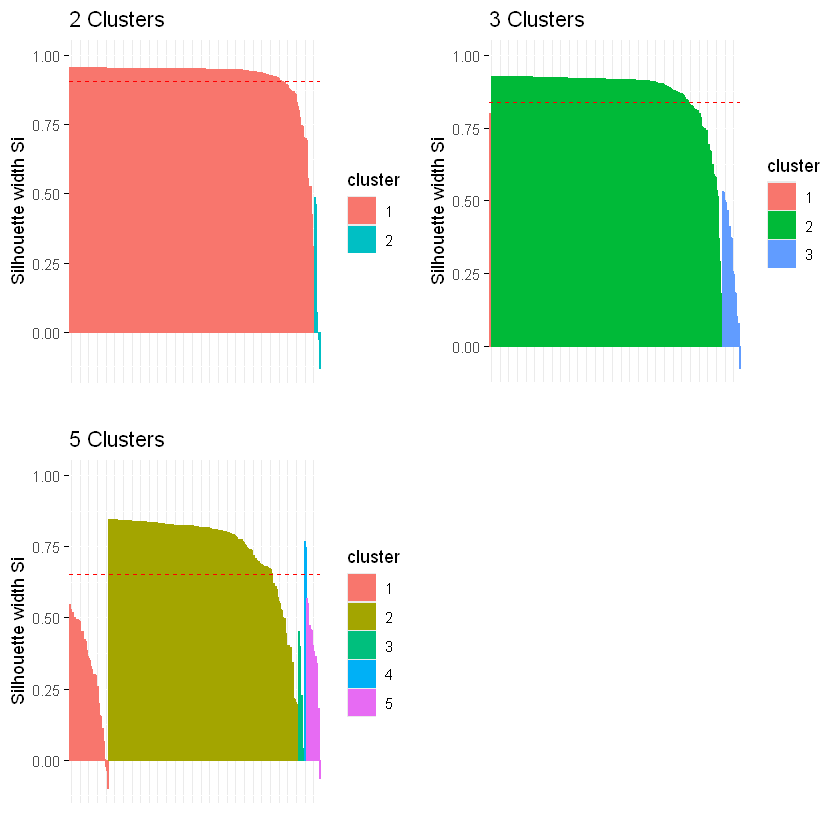 2 Clusters
1.00
0.75
0.50
0.25
0.00
Silhouette width Si
cluster
1
2
3 Clusters
1.00
0.75
0.50
0.25
0.00
Silhouette width Si
cluster
1
2
3
5 Clusters
1.00
0.75
0.50
0.25
0.00
Silhouette width Si
cluster
1
2
3
4
5